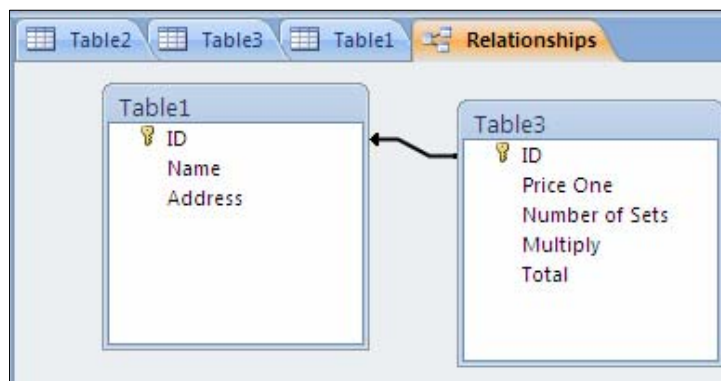 Table2 Table3 Table1 Relationships
Table1
ID
Name
Address
Table3
ID
Price One
Number of Sets
Multiply
Total